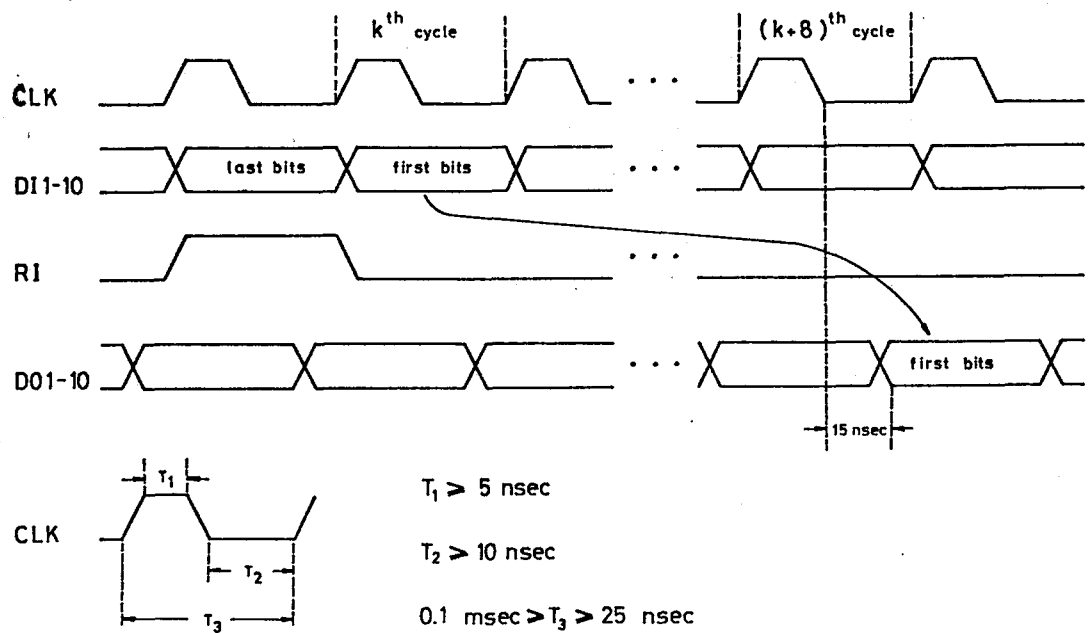 k^th cycle
(k+8)^th cycle
CLK
DI1-10
last bits
first bits
RI
DO1-10
first bits
15 nsec
CLK
T₁
T₂
T₃
T₁ ⩾ 5 nsec
T₂ ⩾ 10 nsec
0.1 msec ⩾ T₃ ⩾ 25 nsec